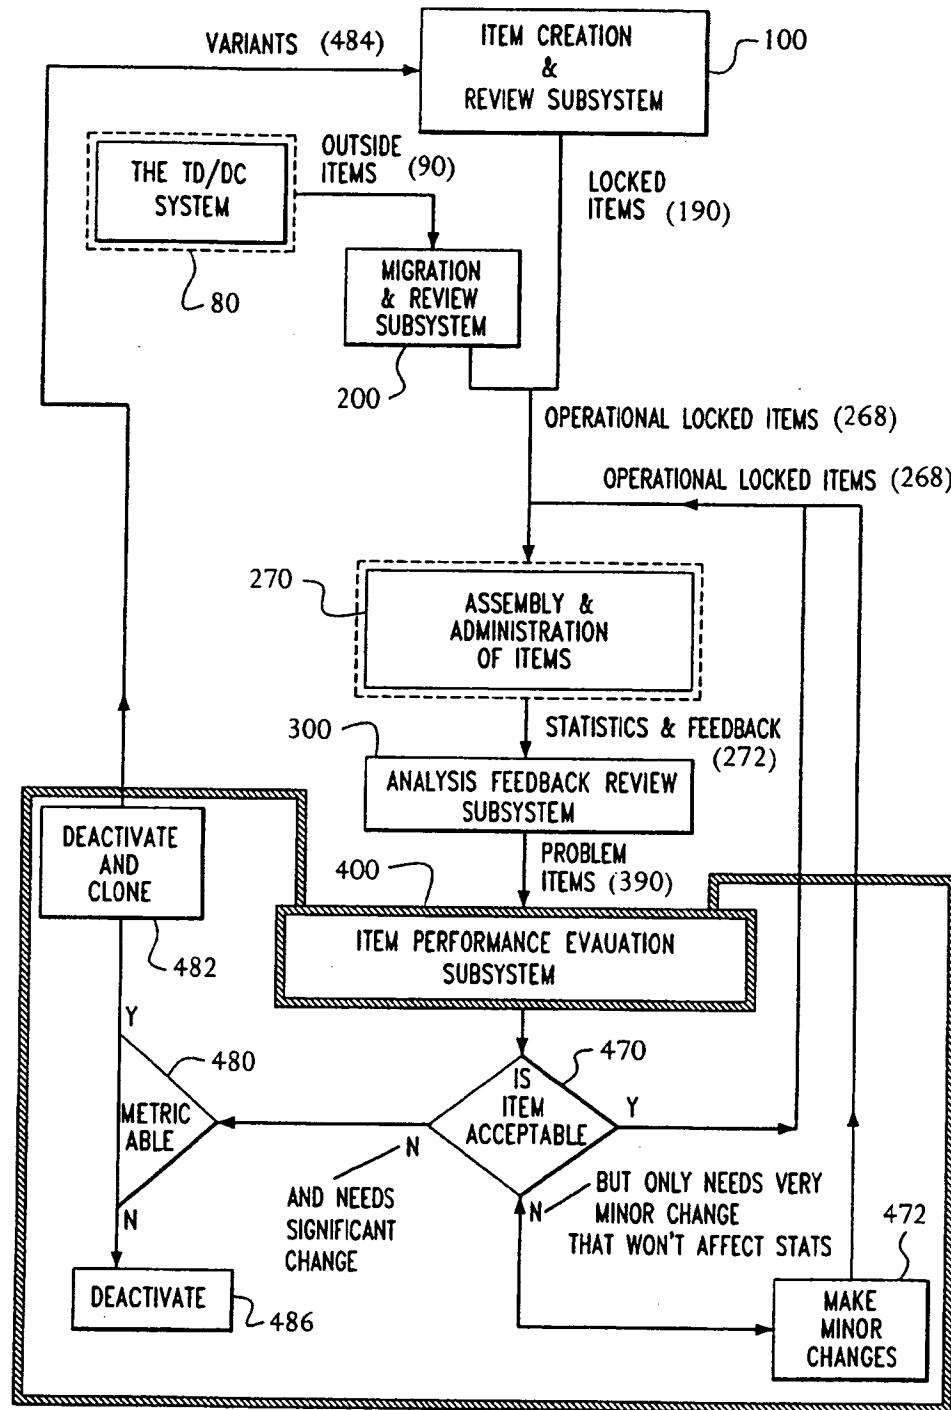 VARIANTS (484)
ITEM CREATION
&
REVIEW SUBSYSTEM
100
THE TD/DC
SYSTEM
80
OUTSIDE
ITEMS (90)
LOCKED
ITEMS (190)
MIGRATION
& REVIEW
SUBSYSTEM
200
OPERATIONAL LOCKED ITEMS (268)
OPERATIONAL LOCKED ITEMS (268)
270
ASSEMBLY &
ADMINISTRATION
OF ITEMS
STATISTICS & FEEDBACK
(272)
300
ANALYSIS FEEDBACK REVIEW
SUBSYSTEM
PROBLEM
ITEMS (390)
400
ITEM PERFORMANCE EVAUATION
SUBSYSTEM
DEACTIVATE
AND
CLONE
482
Y
480
METRIC
ABLE
N
DEACTIVATE
486
470
IS
ITEM
ACCEPTABLE
Y
N
AND NEEDS
SIGNIFICANT
CHANGE
N
BUT ONLY NEEDS VERY
MINOR CHANGE
THAT WON'T AFFECT STATS
472
MAKE
MINOR
CHANGES